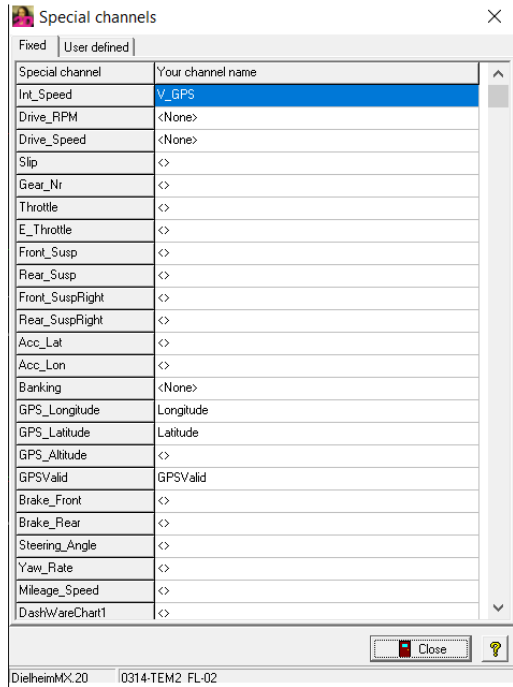 Special channels
Fixed User defined
Special channel Your channel name
Int_Speed V_GPS
Drive_RPM <None>
Drive_Speed <None>
Slip <>
Gear_Nr <>
Throttle <>
E_Throttle <>
Front_Susp <>
Rear_Susp <>
Front_SuspRight <>
Rear_SuspRight <>
Acc_Lat <>
Acc_Lon <>
Banking <None>
GPS_Longitude Longitude
GPS_Latitude Latitude
GPS_Altitude <>
GPSValid GPSValid
Brake_Front <>
Brake_Rear <>
Steering_Angle <>
Yaw_Rate <>
Mileage_Speed <>
DashWareChart1 <>
Close ?
DielheimMX.20 0314-TEM2 FL-02